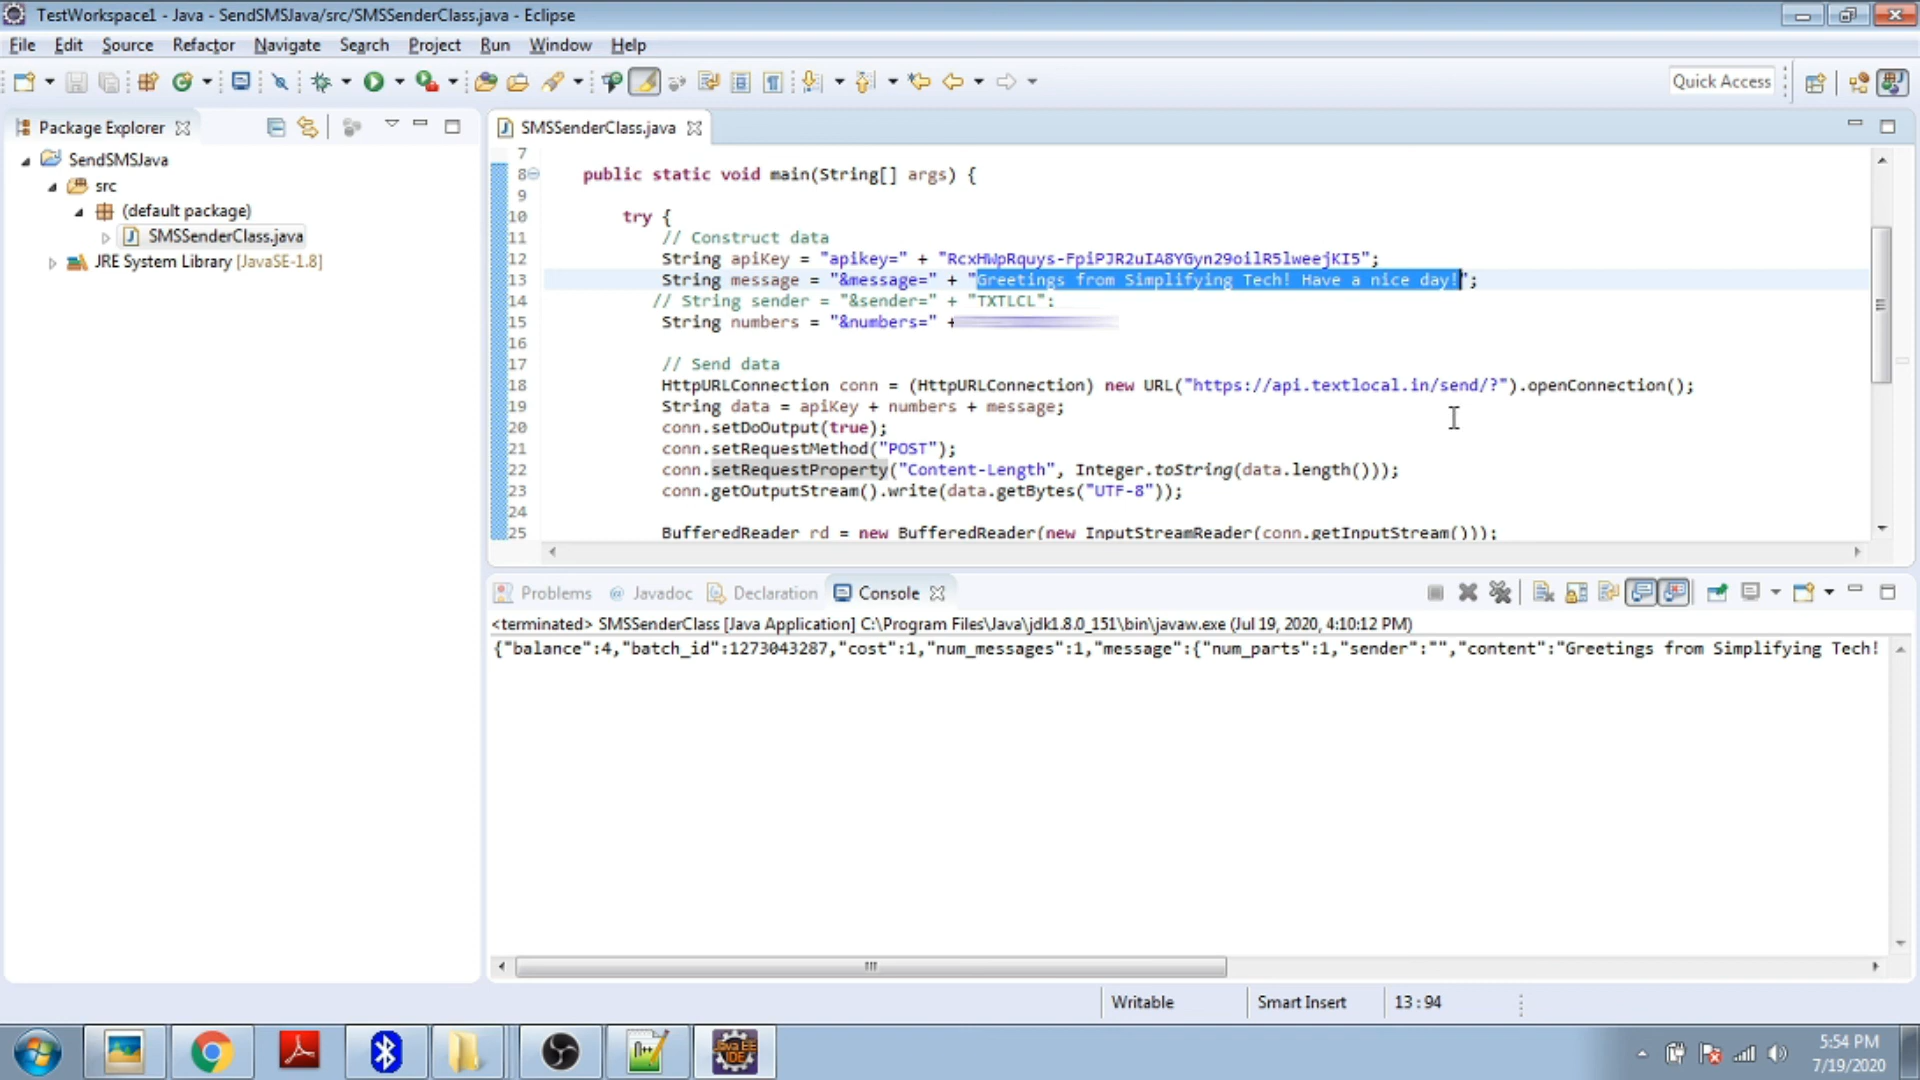 TestWorkspace1 - Java - SendSMSJava/src/SMSSenderClass.java - Eclipse
File Edit Source Refactor Navigate Search Project Run Window Help
Quick Access
Package Explorer
SendSMSJava
src
(default package)
SMSSenderClass.java
JRE System Library [JavaSE-1.8]
SMSSenderClass.java
7
8 public static void main(String[] args) {
9
10 try {
11 // Construct data
12 String apiKey = "apikey=" + "RcxHWpRquys-FpiPJR2uIA8YGyn29oilR5lweejKI5";
13 String message = "&message=" + "Greetings from Simplifying Tech! Have a nice day!";
14 // String sender = "&sender=" + "TXTLCL";
15 String numbers = "&numbers=" +
16
17 // Send data
18 HttpURLConnection conn = (HttpURLConnection) new URL("https://api.textlocal.in/send/?").openConnection();
19 String data = apiKey + numbers + message;
20 conn.setDoOutput(true);
21 conn.setRequestMethod("POST");
22 conn.setRequestProperty("Content-Length", Integer.toString(data.length()));
23 conn.getOutputStream().write(data.getBytes("UTF-8"));
24
25 BufferedReader rd = new BufferedReader(new InputStreamReader(conn.getInputStream()));
Problems @ Javadoc Declaration Console
<terminated> SMSSenderClass [Java Application] C:\Program Files\Java\jdk1.8.0_151\bin\javaw.exe (Jul 19, 2020, 4:10:12 PM)
{"balance":4,"batch_id":1273043287,"cost":1,"num_messages":1,"message":{"num_parts":1,"sender":"","content":"Greetings from Simplifying Tech!
Writable Smart Insert 13 : 94
Java EE
IDE
5:54 PM
7/19/2020